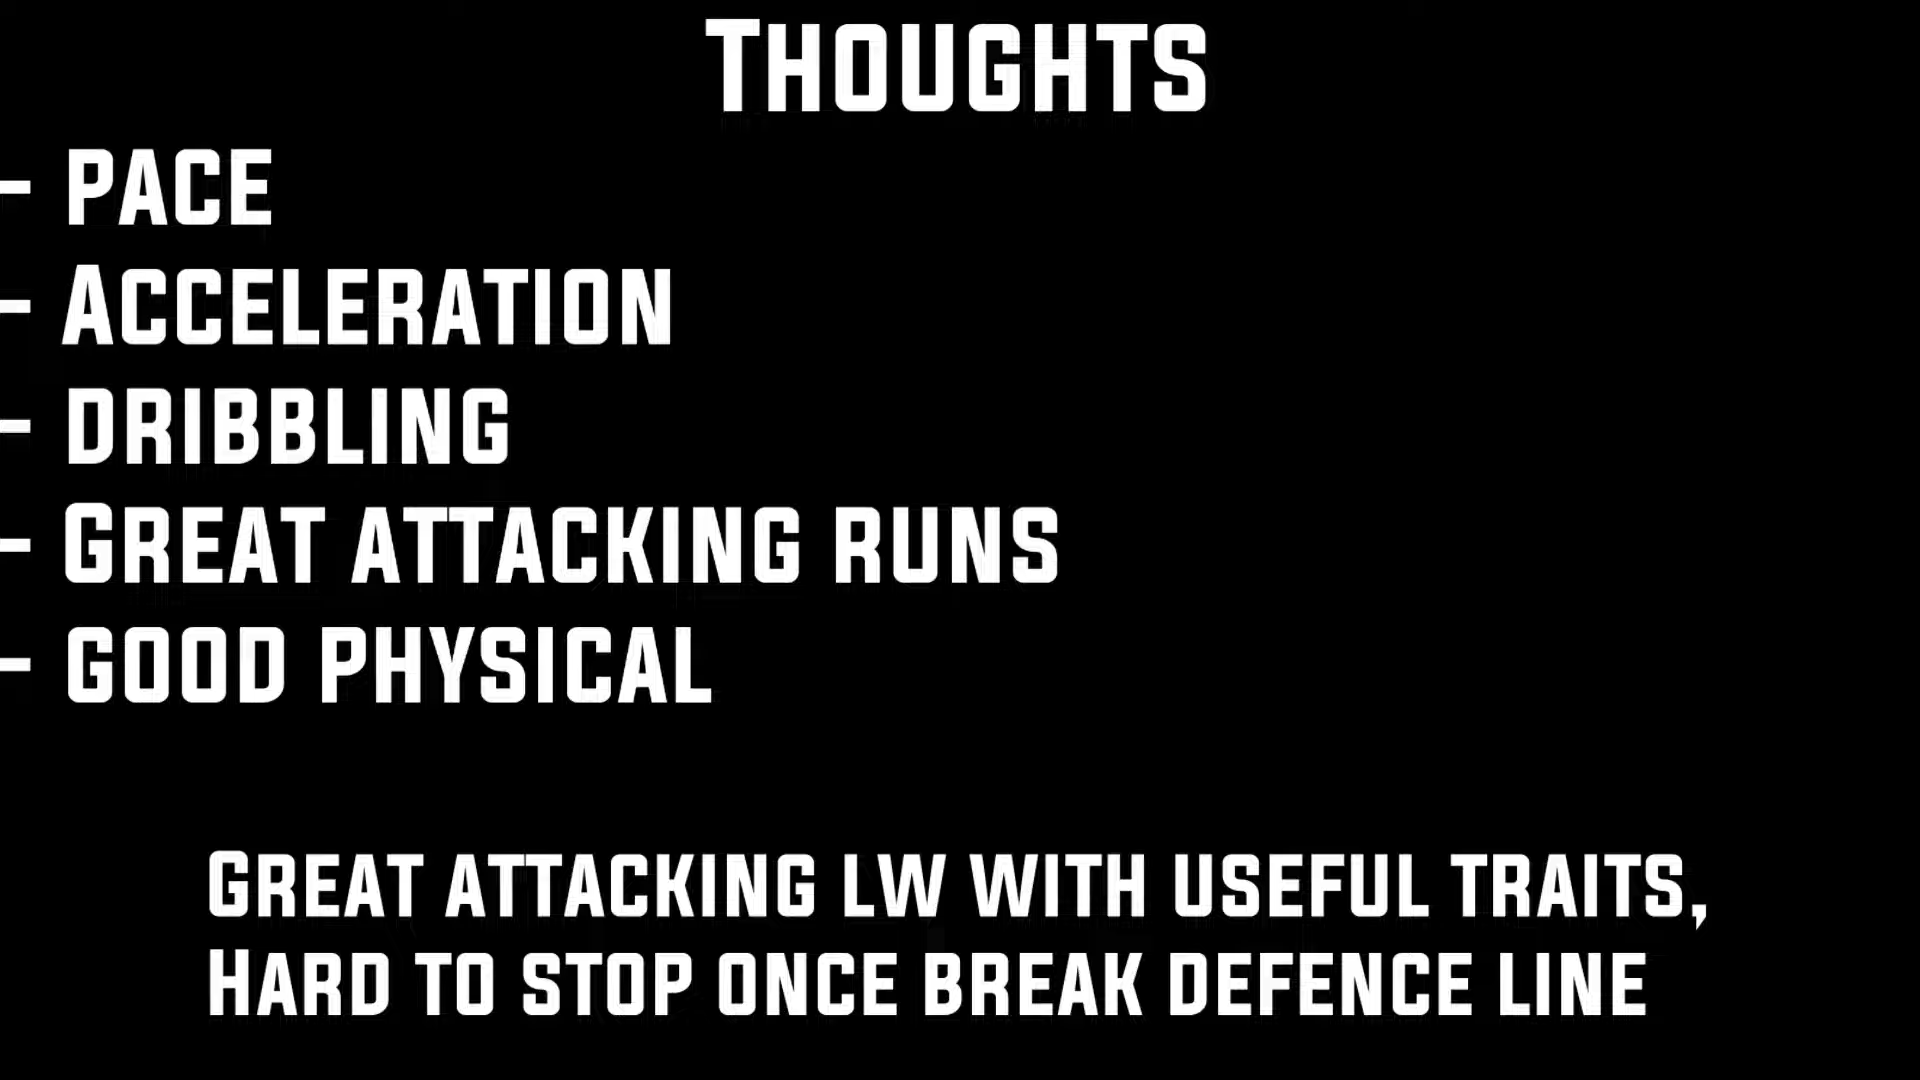 Thoughts
- pace
- Acceleration
- dribbling
- Great attacking runs
- good physical
Great attacking lw with useful traits,
Hard to stop once break defence line